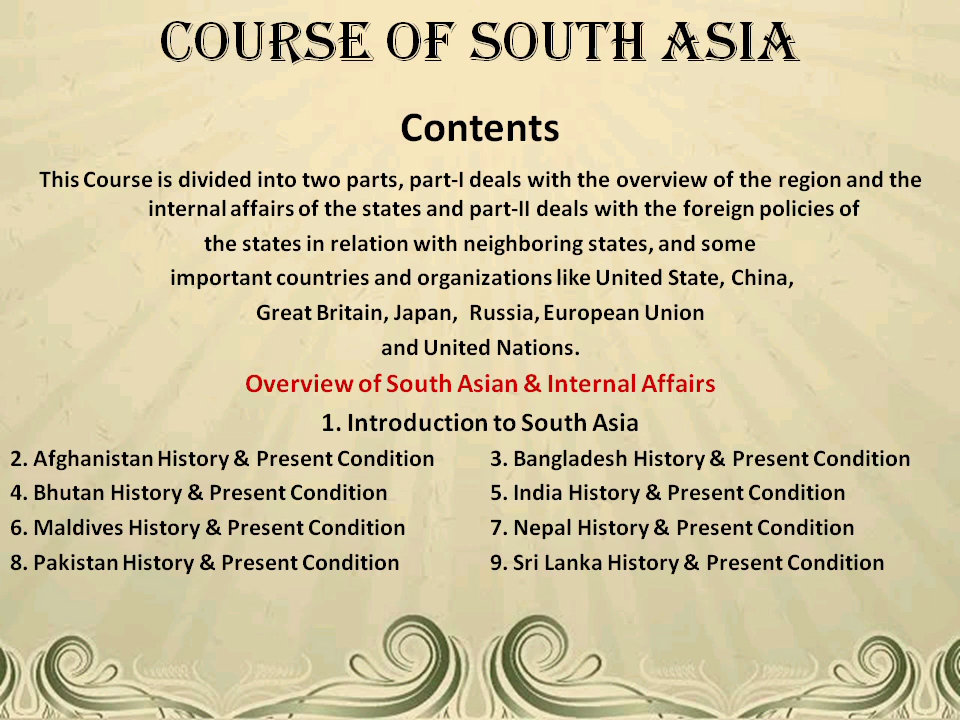 COURSE OF SOUTH ASIA
Contents
This Course is divided into two parts, part-I deals with the overview of the region and the
internal affairs of the states and part-II deals with the foreign policies of
the states in relation with neighboring states, and some
important countries and organizations like United State, China,
Great Britain, Japan, Russia, European Union
and United Nations.
Overview of South Asian & Internal Affairs
1. Introduction to South Asia
2. Afghanistan History & Present Condition 3. Bangladesh History & Present Condition
4. Bhutan History & Present Condition 5. India History & Present Condition
6. Maldives History & Present Condition 7. Nepal History & Present Condition
8. Pakistan History & Present Condition 9. Sri Lanka History & Present Condition